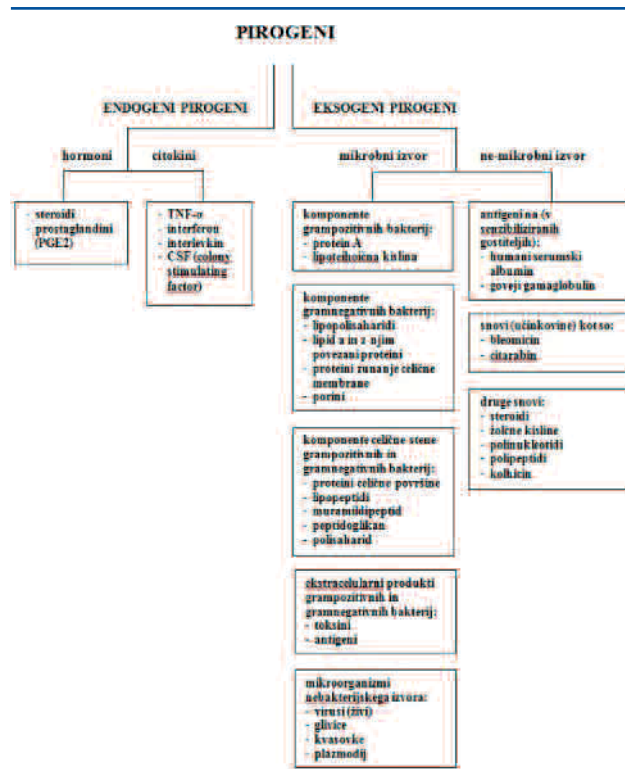 PIROGENI
ENDOGENI PIROGENI
hormoni
citokini
- steroidi
- prostaglandini
(PGE2)
- TNF-α
- interferon
- interlevkin
- CSF (colony
stimulating
factor)
EKSOGENI PIROGENI
mikrobni izvor
ne-mikrobni izvor
komponente
grampozitivnih bakterij:
- protein A
- lipoteihoična kislina
komponente
gramnegativnih bakterij:
- lipopolisaharidi
- lipid a in z njim
povezani proteini
- proteini zunanje celične
membrane
- porini
komponente celične stene
grampozitivnih in
gramnegativnih bakterij:
- proteini celične površine
- lipopeptidi
- muramildipeptid
- peptidoglikan
- polisaharid
ekstracelularni produkti
grampozitivnih in
gramnegativnih bakterij:
- toksini
- antigeni
mikroorganizmi
nebakterijskega izvora:
- virusi (živi)
- glivice
- kvasovke
- plazmodij
antigeni na (v
senzibiliziranih
gostiteljih):
- humani serumski
albumin
- goveji gamaglobulin
snovi (učinkovine) kot so:
- bleomicin
- citarabin
druge snovi:
- steroidi
- žolčne kisline
- polinukleotidi
- polipeptidi
- kolhicin